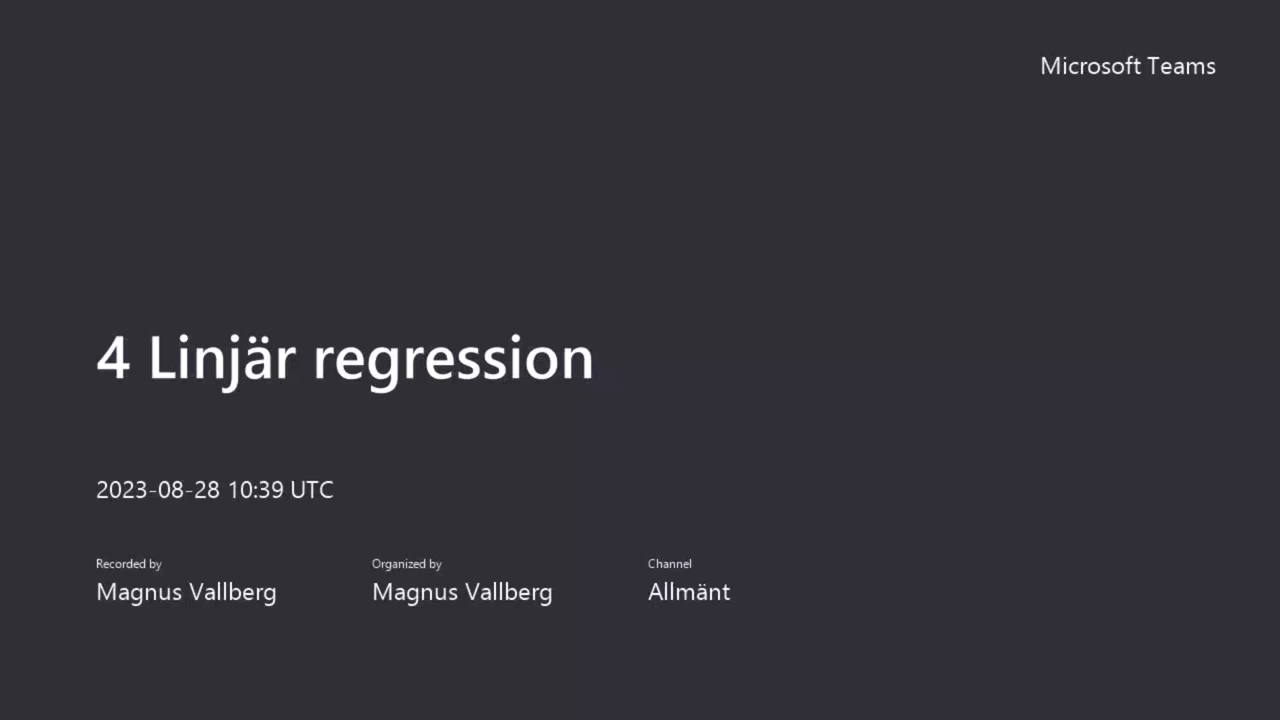 Microsoft Teams
4 Linjär regression
2023-08-28 10:39 UTC
Recorded by
Magnus Vallberg
Organized by
Magnus Vallberg
Channel
Allmänt